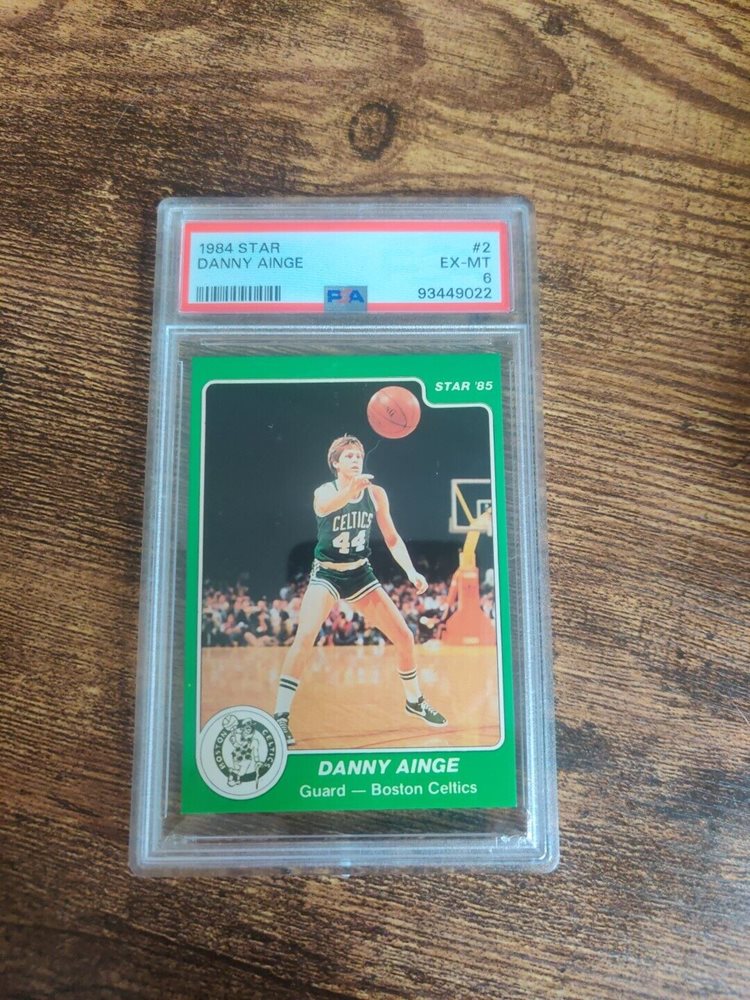 1984 STAR #2
DANNY AINGE EX-MT
6
PSA 93449022
STAR '85
CELTICS
44
BOSTON CELTICS
DANNY AINGE
Guard — Boston Celtics